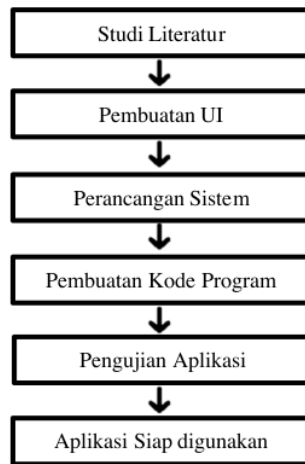 Studi Literatur
Pembuatan UI
Perancangan Sistem
Pembuatan Kode Program
Pengujian Aplikasi
Aplikasi Siap digunakan